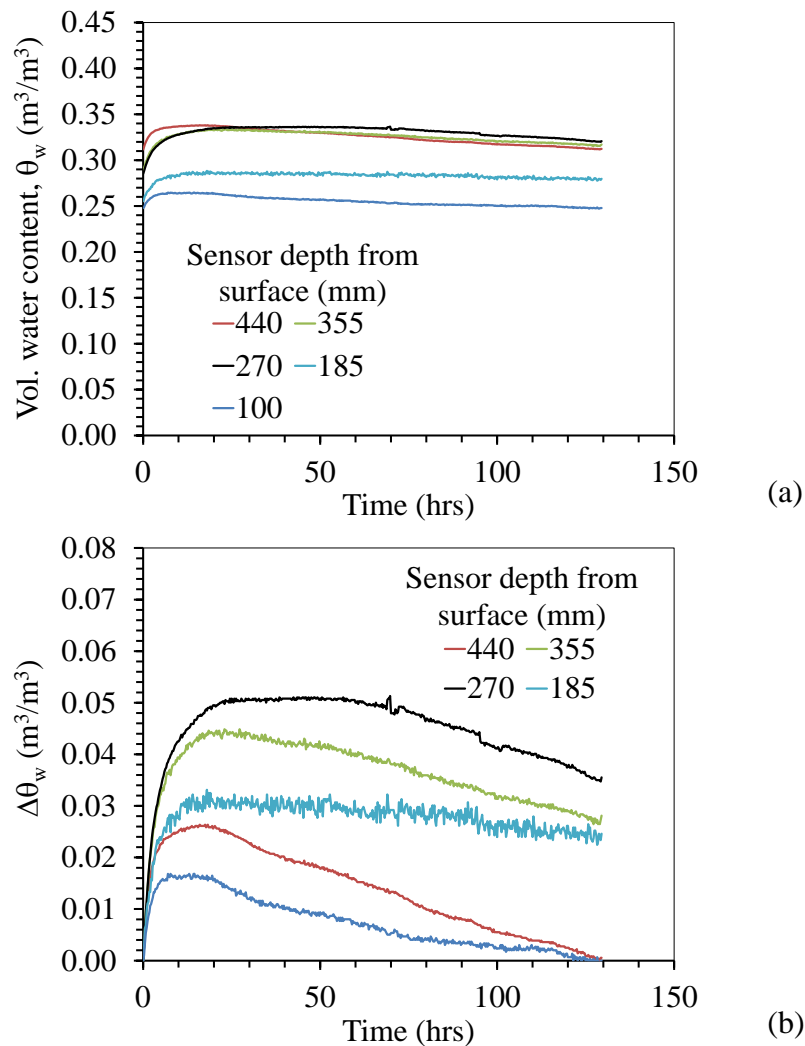 0.45
0.40
0.35
0.30
0.25
0.20
0.15
0.10
0.05
0.00
Vol. water content, θ_w (m³/m³)
Sensor depth from
surface (mm)
440 355
270 185
100
0 50 100 150
Time (hrs)
(a)
0.08
0.07
0.06
0.05
0.04
0.03
0.02
0.01
0.00
Δθ_w (m³/m³)
Sensor depth from
surface (mm)
440 355
270 185
0 50 100 150
Time (hrs)
(b)